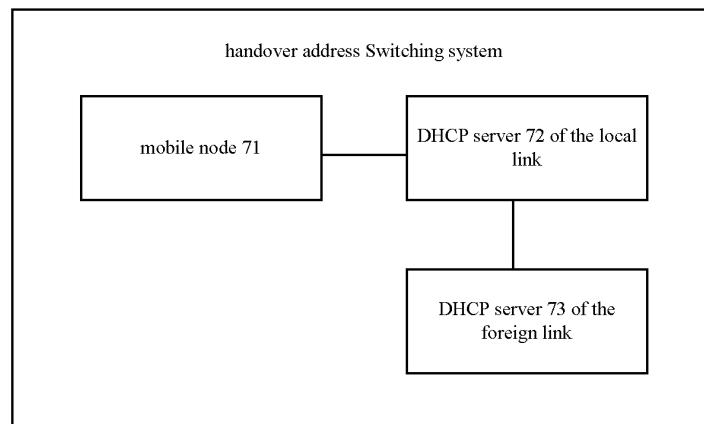 handover address Switching system
mobile node 71
DHCP server 72 of the local
link
DHCP server 73 of the
foreign link